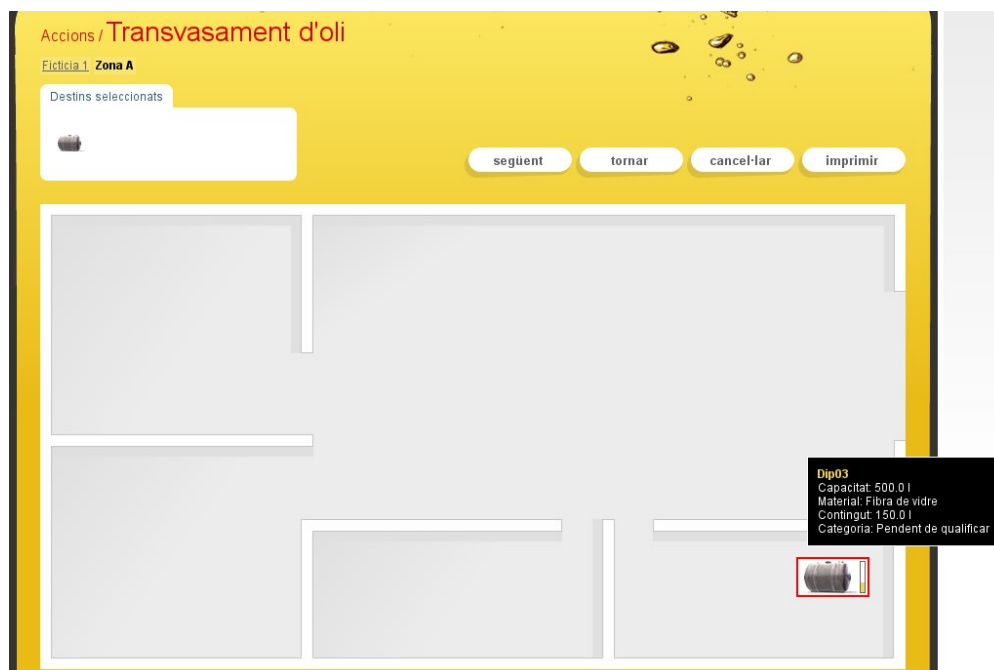 Accions / Transvasament d'oli
Ficticia 1 Zona A
Destins seleccionats
següent tornar cancel·lar imprimir
Dip03
Capacitat: 500.0 l
Material: Fibra de vidre
Contingut: 150.0 l
Categoria: Pendent de qualificar